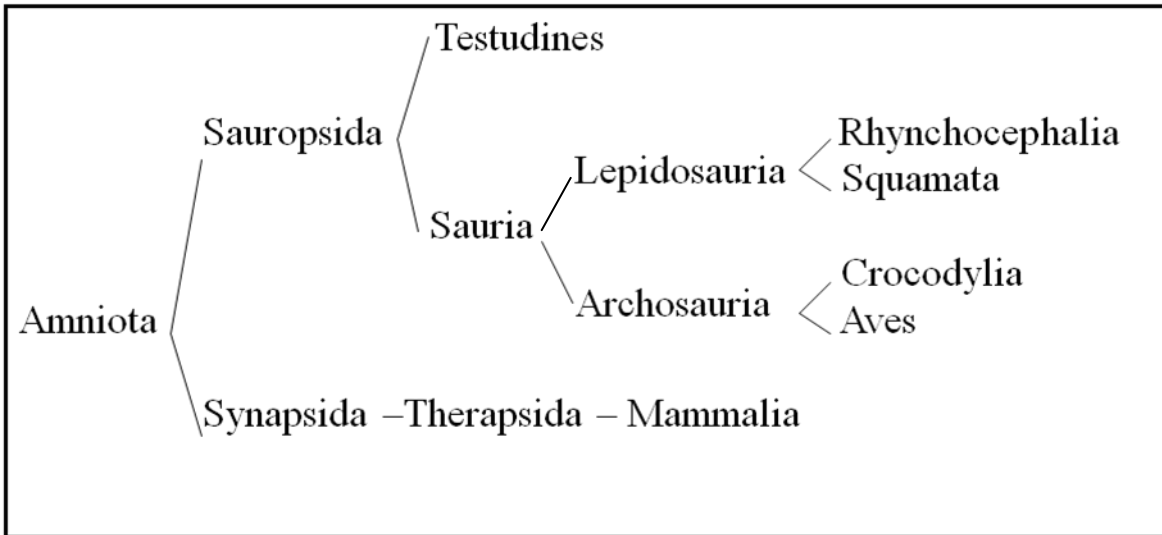 Testudines
Sauropsida
Rhynchocephalia
Lepidosauria
Squamata
Sauria
Crocodylia
Archosauria
Amniota
Aves
Synapsida –Therapsida – Mammalia